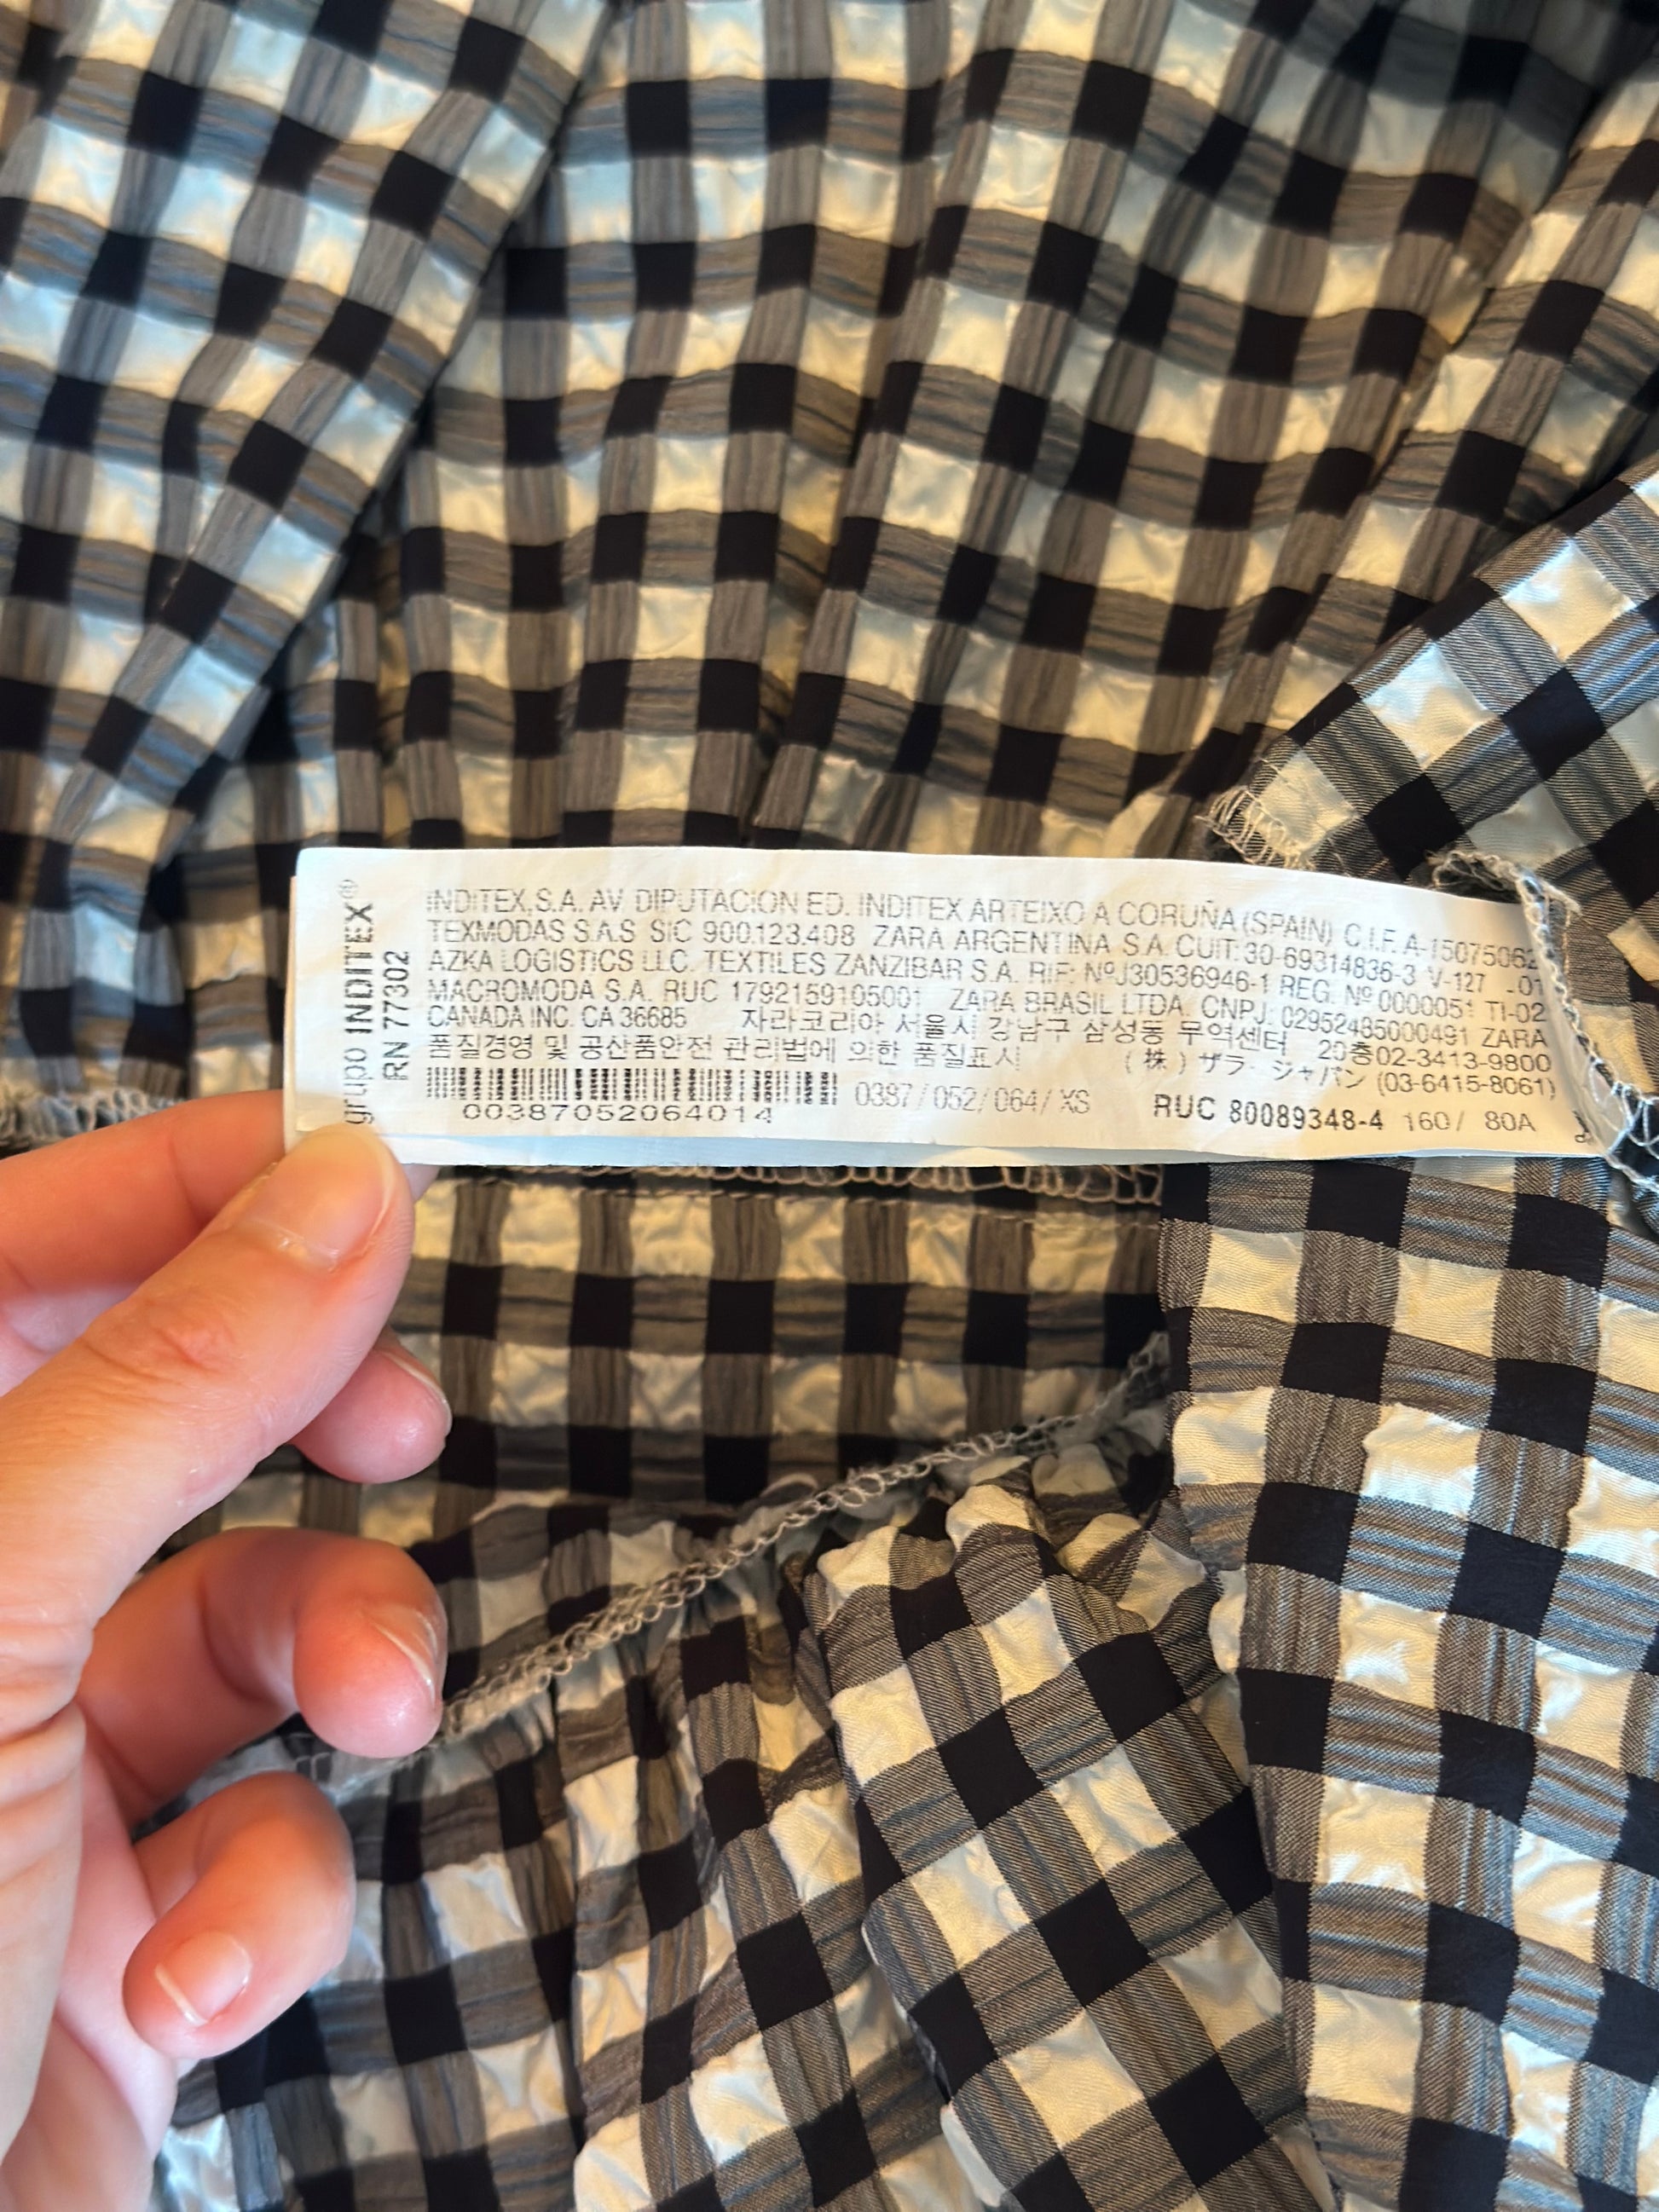 grupo INDITEX®
RN 77302
INDITEX,S.A. AV. DIPUTACION ED. INDITEX ARTEIXO A CORUÑA (SPAIN) C.I.F. A-15075062
TEXMODAS S.A.S SIC 900.123.408 ZARA ARGENTINA S.A. CUIT: 30-69314836-3 V-127 -01
AZKA LOGISTICS LLC. TEXTILES ZANZIBAR S.A. RIF: NºJ30536946-1 REG. Nº 0000051 TI-02
MACROMODA S.A. RUC 1792159105001 ZARA BRASIL LTDA. CNPJ: 02952485000491 ZARA
CANADA INC. CA 36685 자라코리아 서울시 강남구 삼성동 무역센터 20층02-3413-9800
품질경영 및 공산품안전 관리법에 의한 품질표시 (株) ザラ・ジャパン (03-6415-8061)
00387052064014 0387/052/064/ XS RUC 80089348-4 160/ 80A